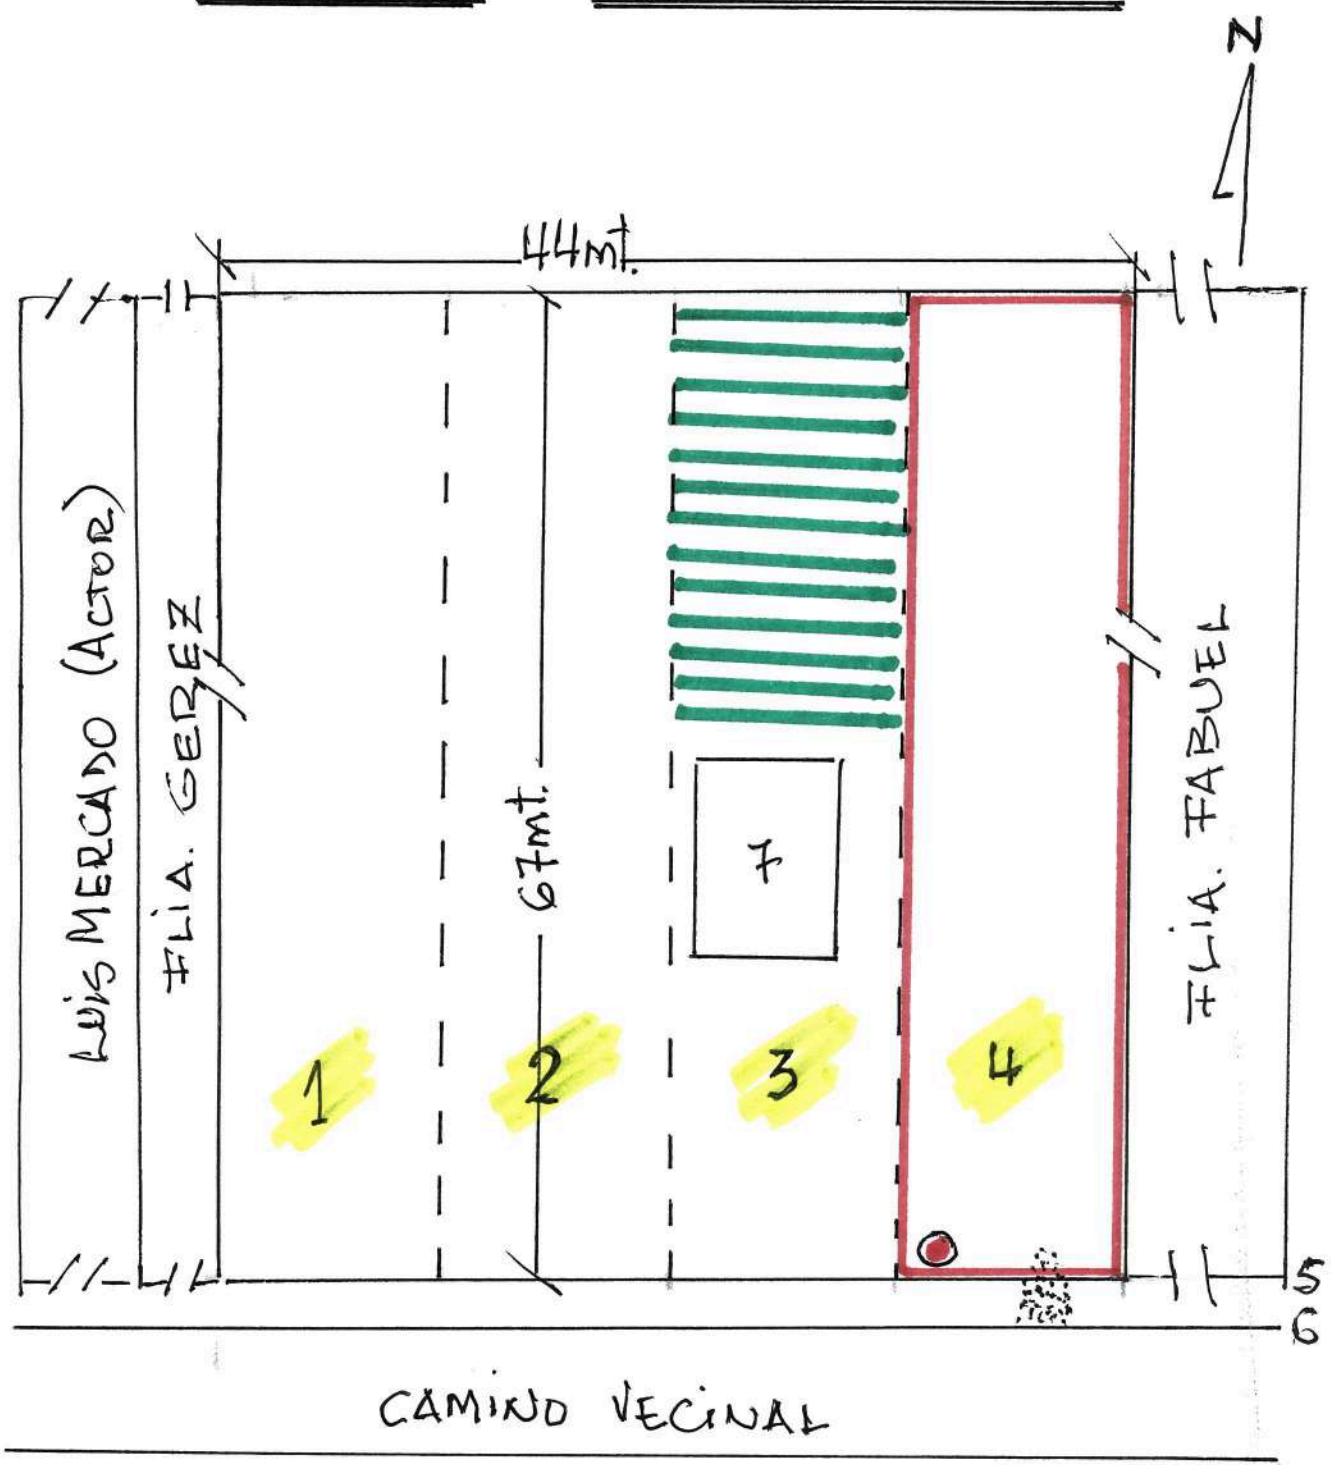 N
44mt.
LUIS MERCADO (ACTOR)
FLIA. GEREZ
67mt.
7
FLIA. FABUEL
1
2
3
4
5
6
CAMINO VECINAL